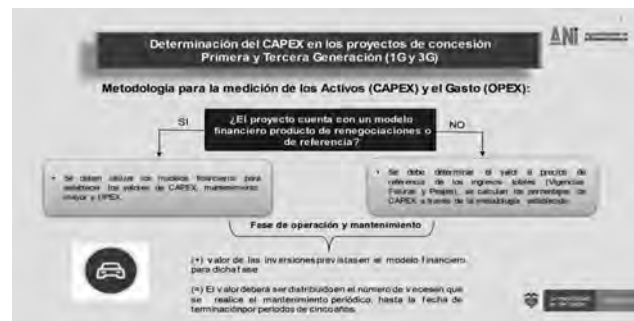 ANI
Determinación del CAPEX en los proyectos de concesión
Primera y Tercera Generación (1G y 3G)
Metodología para la medición de los Activos (CAPEX) y el Gasto (OPEX):
¿El proyecto cuenta con un modelo
financiero producto de renegociaciones o
de referencia?
SI
NO
• Se deben utilizar los modelos financieros para
establecer los valores de CAPEX, mantenimiento
mayor y OPEX.
• Se debe determinar el valor a precios de
referencia de los ingresos totales (Vigencias
Futuras y Peajes), se calculan los porcentajes de
CAPEX a través de la metodología establecida
Fase de operación y mantenimiento
(+) valor de las inversiones previstas en el modelo financiero
para dicha fase
(=) El valor deberá ser distribuido en el número de veces en que
se realice el mantenimiento periódico, hasta la fecha de
terminación por periodos de cinco años.